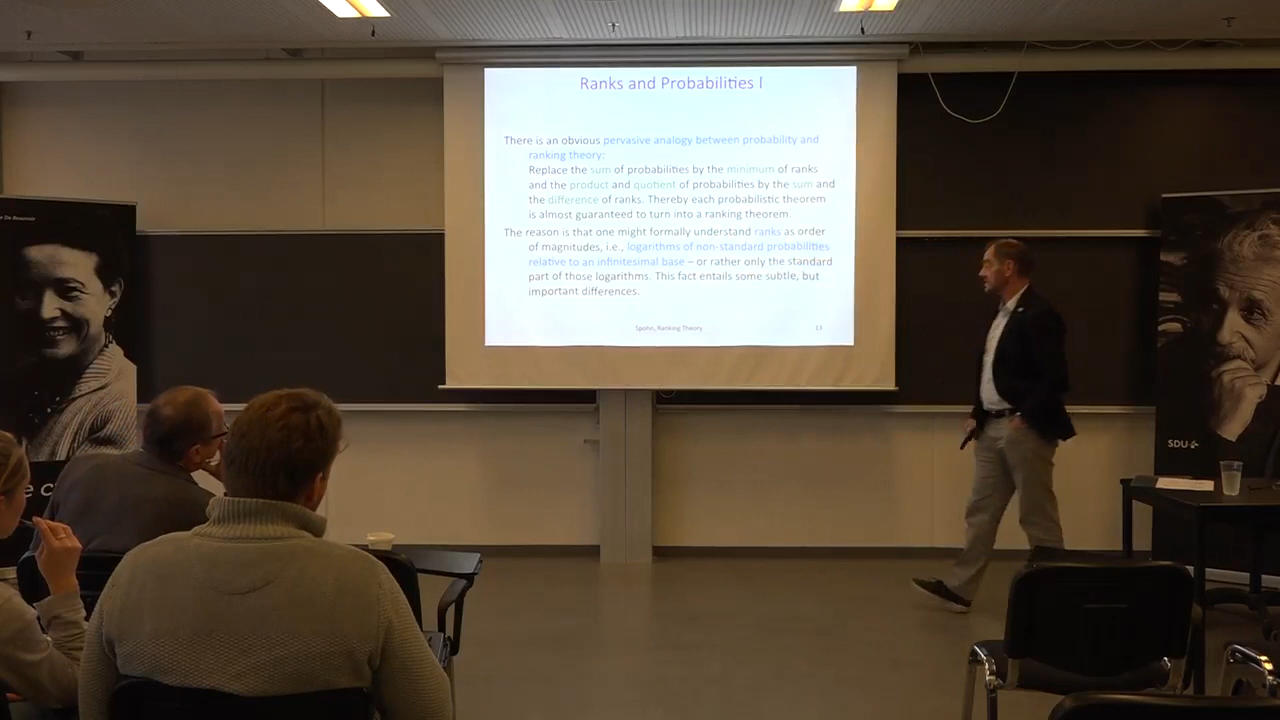 Ranks and Probabilities I
There is an obvious pervasive analogy between probability and
ranking theory:
Replace the sum of probabilities by the minimum of ranks
and the product and quotient of probabilities by the sum and
the difference of ranks. Thereby each probabilistic theorem
is almost guaranteed to turn into a ranking theorem.
The reason is that one might formally understand ranks as order
of magnitudes, i.e., logarithms of non-standard probabilities
relative to an infinitesimal base – or rather only the standard
part of those logarithms. This fact entails some subtle, but
important differences.
Spohn, Ranking Theory
13
De Beauvoir
SDU